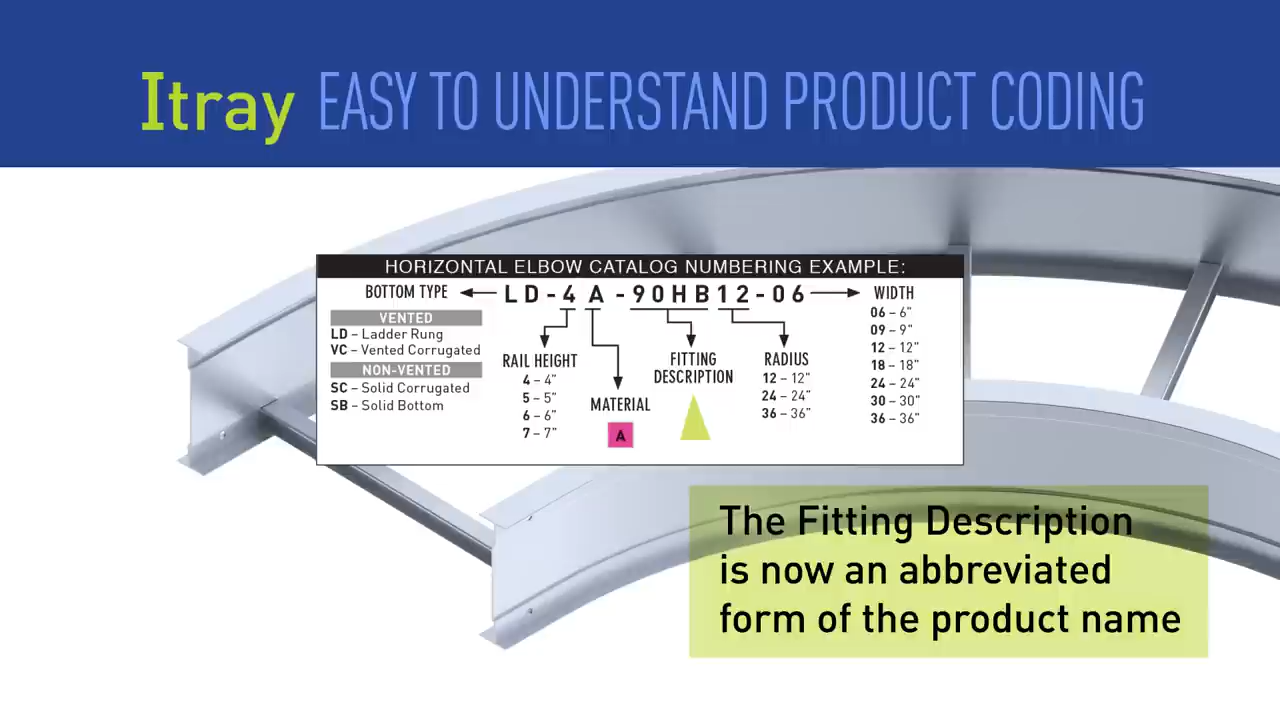 Itray EASY TO UNDERSTAND PRODUCT CODING
HORIZONTAL ELBOW CATALOG NUMBERING EXAMPLE:
BOTTOM TYPE
LD-4A-90HB12-06
WIDTH
VENTED
LD – Ladder Rung
VC – Vented Corrugated
NON-VENTED
SC – Solid Corrugated
SB – Solid Bottom
RAIL HEIGHT
4 – 4"
5 – 5"
6 – 6"
7 – 7"
MATERIAL
A
FITTING
DESCRIPTION
RADIUS
12 – 12"
24 – 24"
36 – 36"
06 – 6"
09 – 9"
12 – 12"
18 – 18"
24 – 24"
30 – 30"
36 – 36"
The Fitting Description
is now an abbreviated
form of the product name